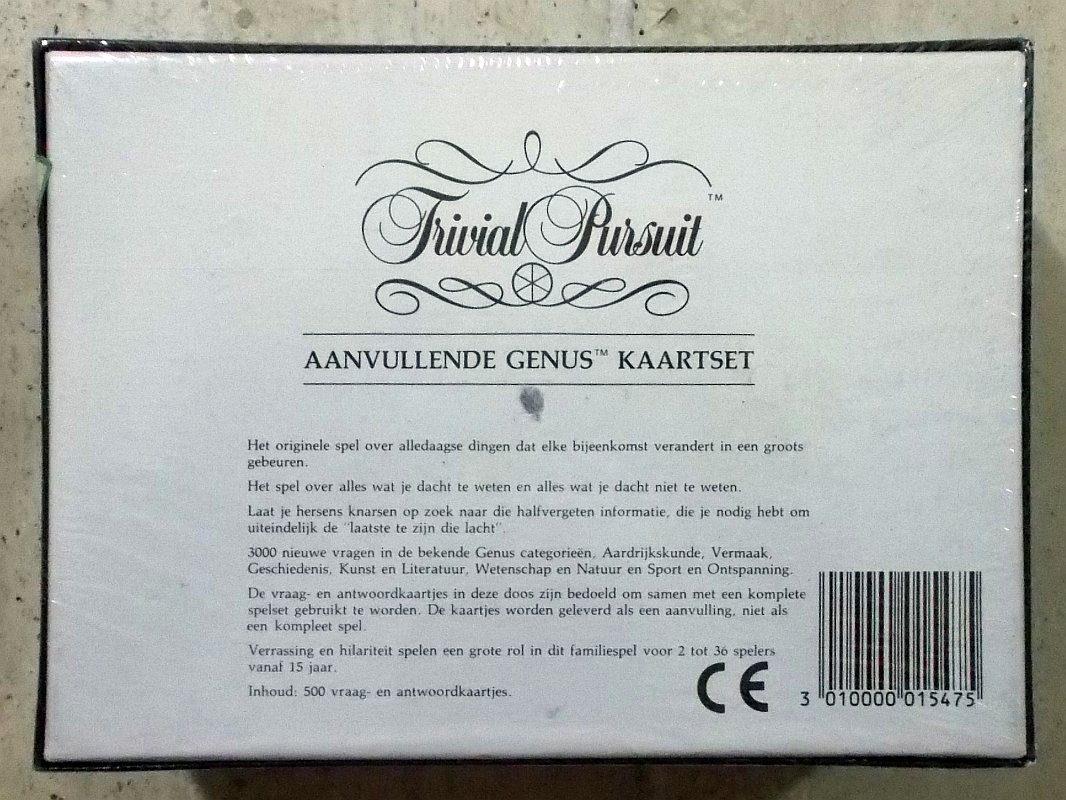 Trivial Pursuit™
AANVULLENDE GENUS™ KAARTSET
Het originele spel over alledaagse dingen dat elke bijeenkomst verandert in een groots
gebeuren.
Het spel over alles wat je dacht te weten en alles wat je dacht niet te weten.
Laat je hersens knarsen op zoek naar die halfvergeten informatie, die je nodig hebt om
uiteindelijk de "laatste te zijn die lacht".
3000 nieuwe vragen in de bekende Genus categorieën, Aardrijkskunde, Vermaak,
Geschiedenis, Kunst en Literatuur, Wetenschap en Natuur en Sport en Ontspanning.
De vraag- en antwoordkaartjes in deze doos zijn bedoeld om samen met een komplete
spelset gebruikt te worden. De kaartjes worden geleverd als een aanvulling, niet als
een kompleet spel.
Verrassing en hilariteit spelen een grote rol in dit familiespel voor 2 tot 36 spelers
vanaf 15 jaar.
Inhoud: 500 vraag- en antwoordkaartjes.
CE
3 010000 015475